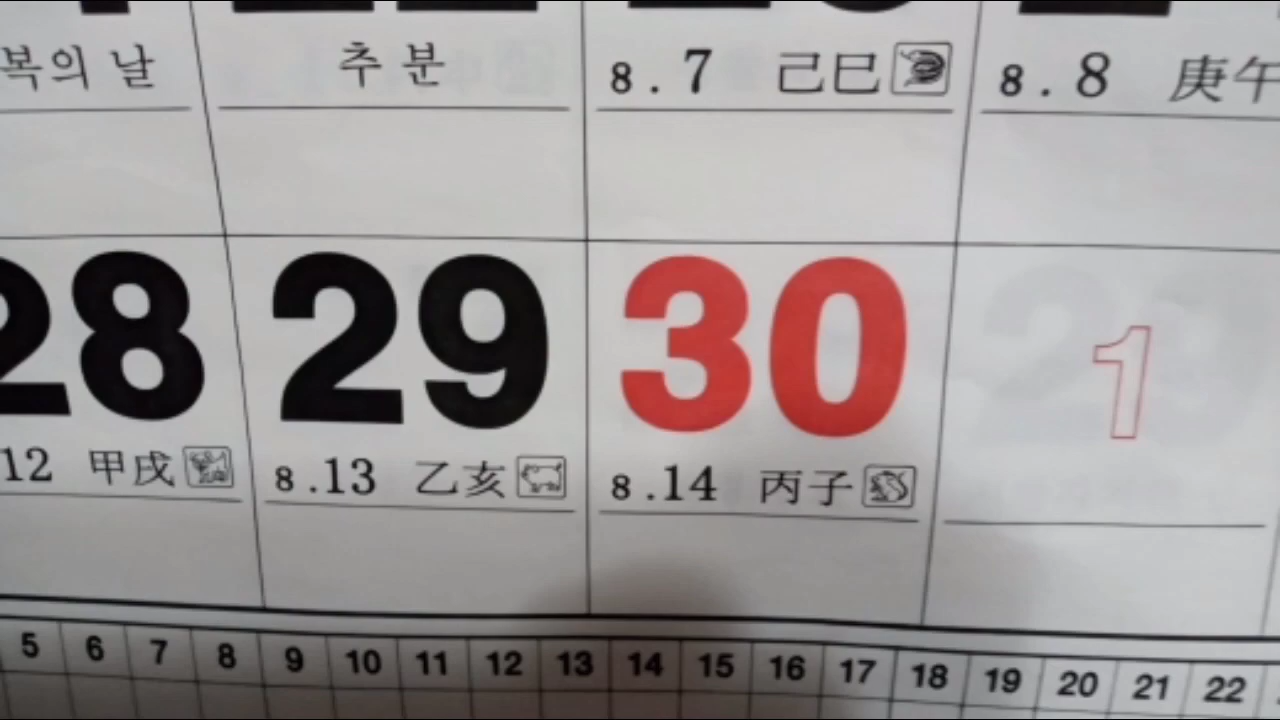 복의 날 추분 8.7 己巳 8.8 庚午
28 29 30 1
12 甲戌 8.13 乙亥 8.14 丙子
5 6 7 8 9 10 11 12 13 14 15 16 17 18 19 20 21 22